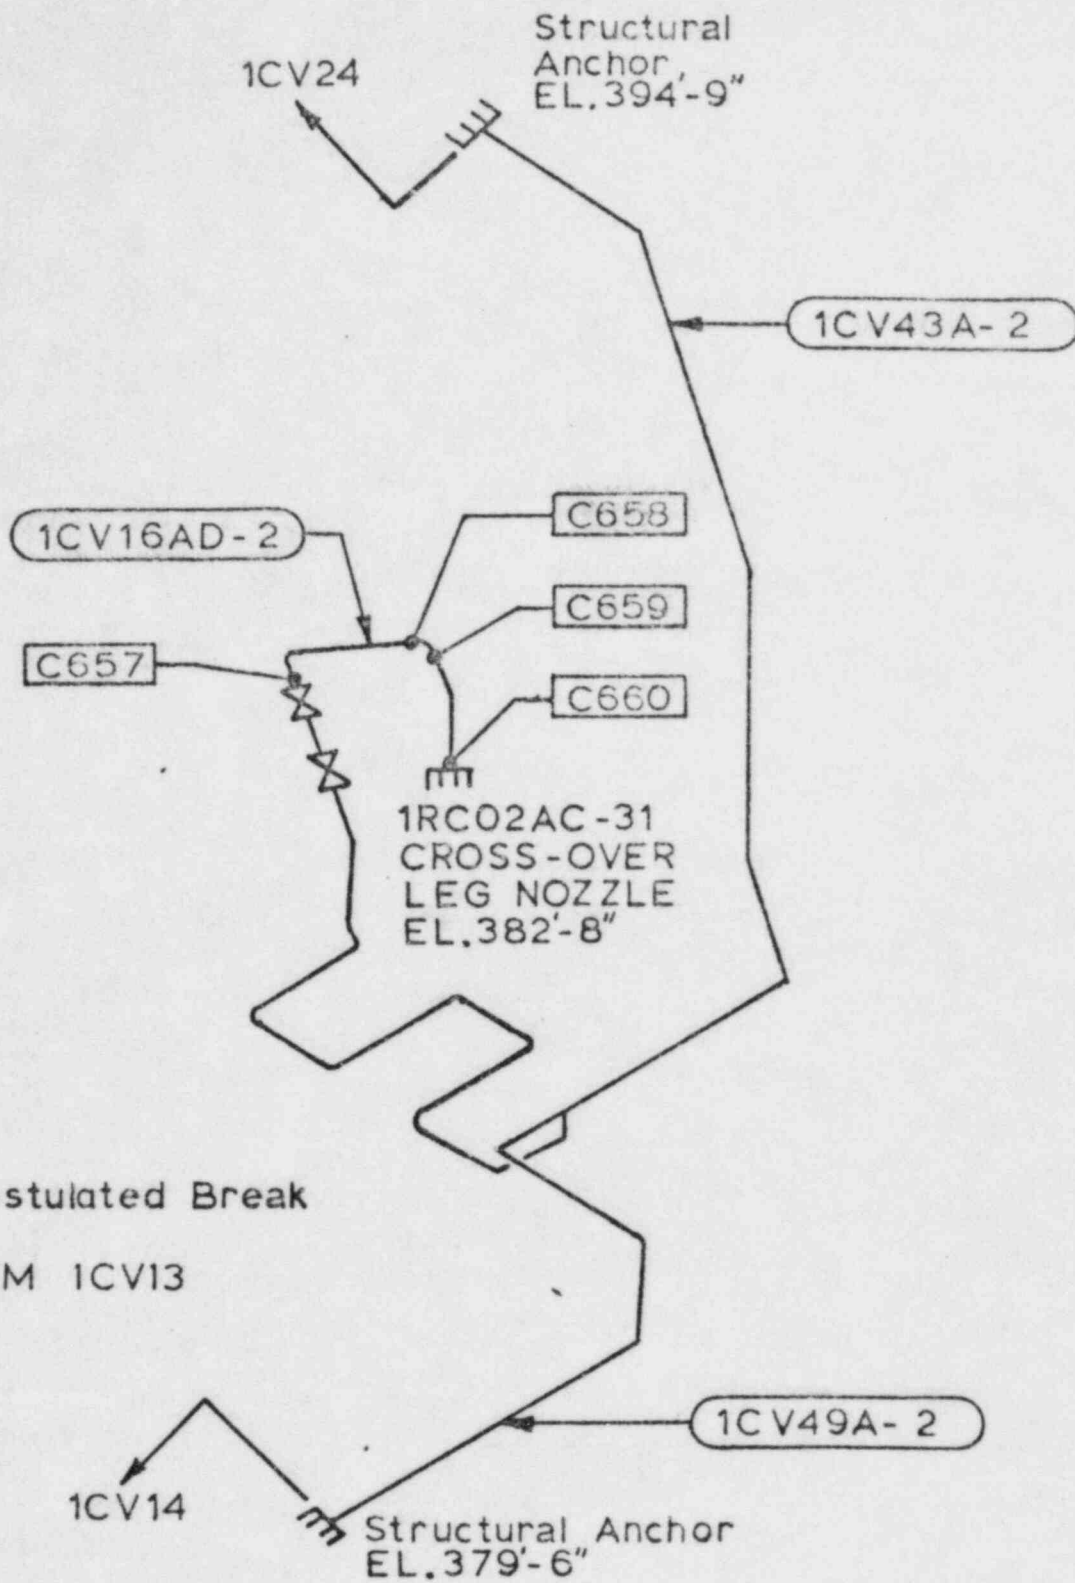 Structural
Anchor,
EL.394'-9"
1CV24
1CV43A-2
C658
1CV16AD-2
C659
C657
C660
1RC02AC-31
CROSS-OVER
LEG NOZZLE
EL.382'-8"
stulated Break
M 1CV13
1CV49A-2
1CV14
Structural Anchor
EL.379'-6"